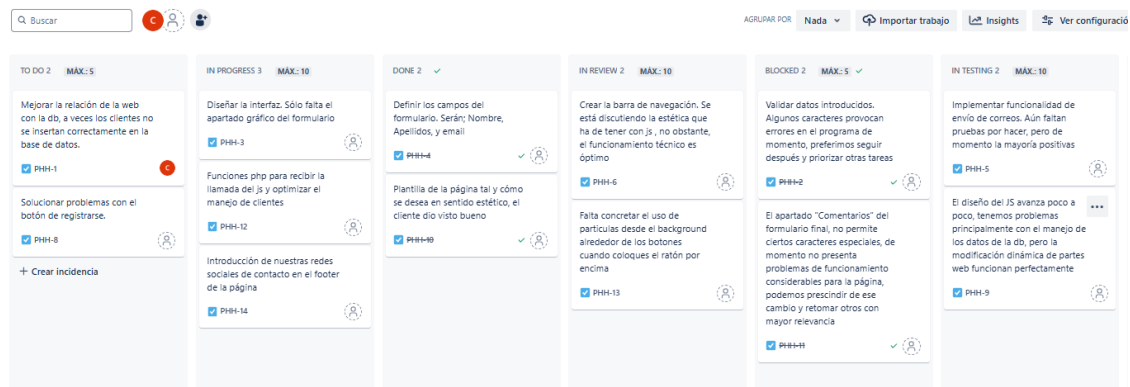 Buscar
C
AGRUPAR POR
Nada
Importar trabajo
Insights
Ver configuració
TO DO 2 MÁX.: 5
Mejorar la relación de la web
con la db, a veces los clientes no
se insertan correctamente en la
base de datos.
PHH-1
C
Solucionar problemas con el
botón de registrarse.
PHH-8
+ Crear incidencia
IN PROGRESS 3 MÁX.: 10
Diseñar la interfaz. Sólo falta el
apartado gráfico del formulario
PHH-3
Funciones php para recibir la
llamada del js y optimizar el
manejo de clientes
PHH-12
Introducción de nuestras redes
sociales de contacto en el footer
de la página
PHH-14
DONE 2
Definir los campos del
formulario. Serán; Nombre,
Apellidos, y email
PHH-4
Plantilla de la página tal y cómo
se desea en sentido estético, el
cliente dio visto bueno
PHH-10
IN REVIEW 2 MÁX.: 10
Crear la barra de navegación. Se
está discutiendo la estética que
ha de tener con js , no obstante,
el funcionamiento técnico es
óptimo
PHH-6
Falta concretar el uso de
particulas desde el background
alrededor de los botones
cuando coloques el ratón por
encima
PHH-13
BLOCKED 2 MÁX.: 5
Validar datos introducidos.
Algunos caracteres provocan
errores en el programa de
momento, preferimos seguir
después y priorizar otras tareas
PHH-2
El apartado "Comentarios" del
formulario final, no permite
ciertos caracteres especiales, de
momento no presenta
problemas de funcionamiento
considerables para la página,
podemos prescindir de ese
cambio y retomar otros con
mayor relevancia
PHH-11
IN TESTING 2 MÁX.: 10
Implementar funcionalidad de
envío de correos. Aún faltan
pruebas por hacer, pero de
momento la mayoría positivas
PHH-5
El diseño del JS avanza poco a
poco, tenemos problemas
principalmente con el manejo de
los datos de la db, pero la
modificación dinámica de partes
web funcionan perfectamente
PHH-9